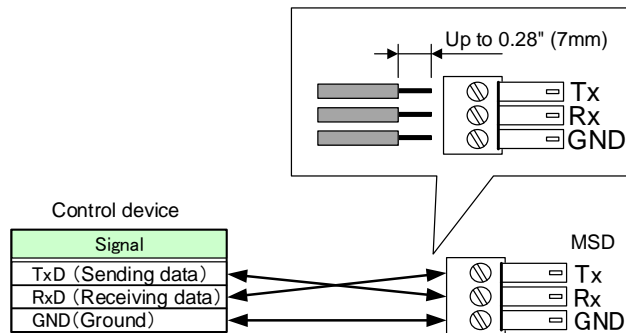 Up to 0.28" (7mm)
Tx
Rx
GND
Control device
Signal
TxD（Sending data）
RxD（Receiving data）
GND(Ground)
MSD
Tx
Rx
GND